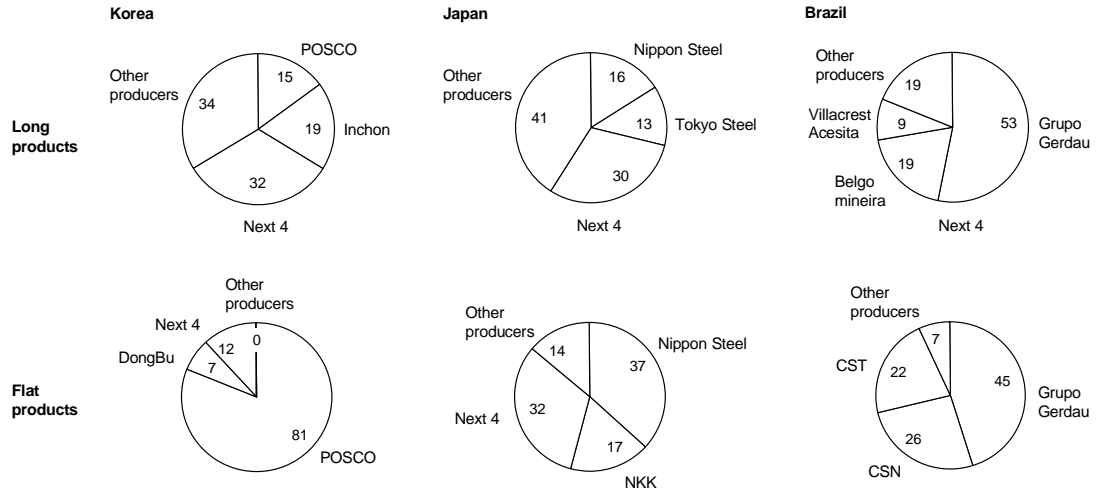 Korea
Japan
Brazil
Long
products
POSCO
15
Inchon
19
32
Next 4
Other
producers
34
Nippon Steel
16
Tokyo Steel
13
30
Next 4
Other
producers
41
Other
producers
19
Villacrest
Acesita
9
19
Belgo
mineira
53
Grupo
Gerdau
Next 4
Flat
products
Other
producers
0
Next 4
12
DongBu
7
81
POSCO
Other
producers
14
Nippon Steel
37
Next 4
32
17
NKK
Other
producers
7
CST
22
45
Grupo
Gerdau
26
CSN